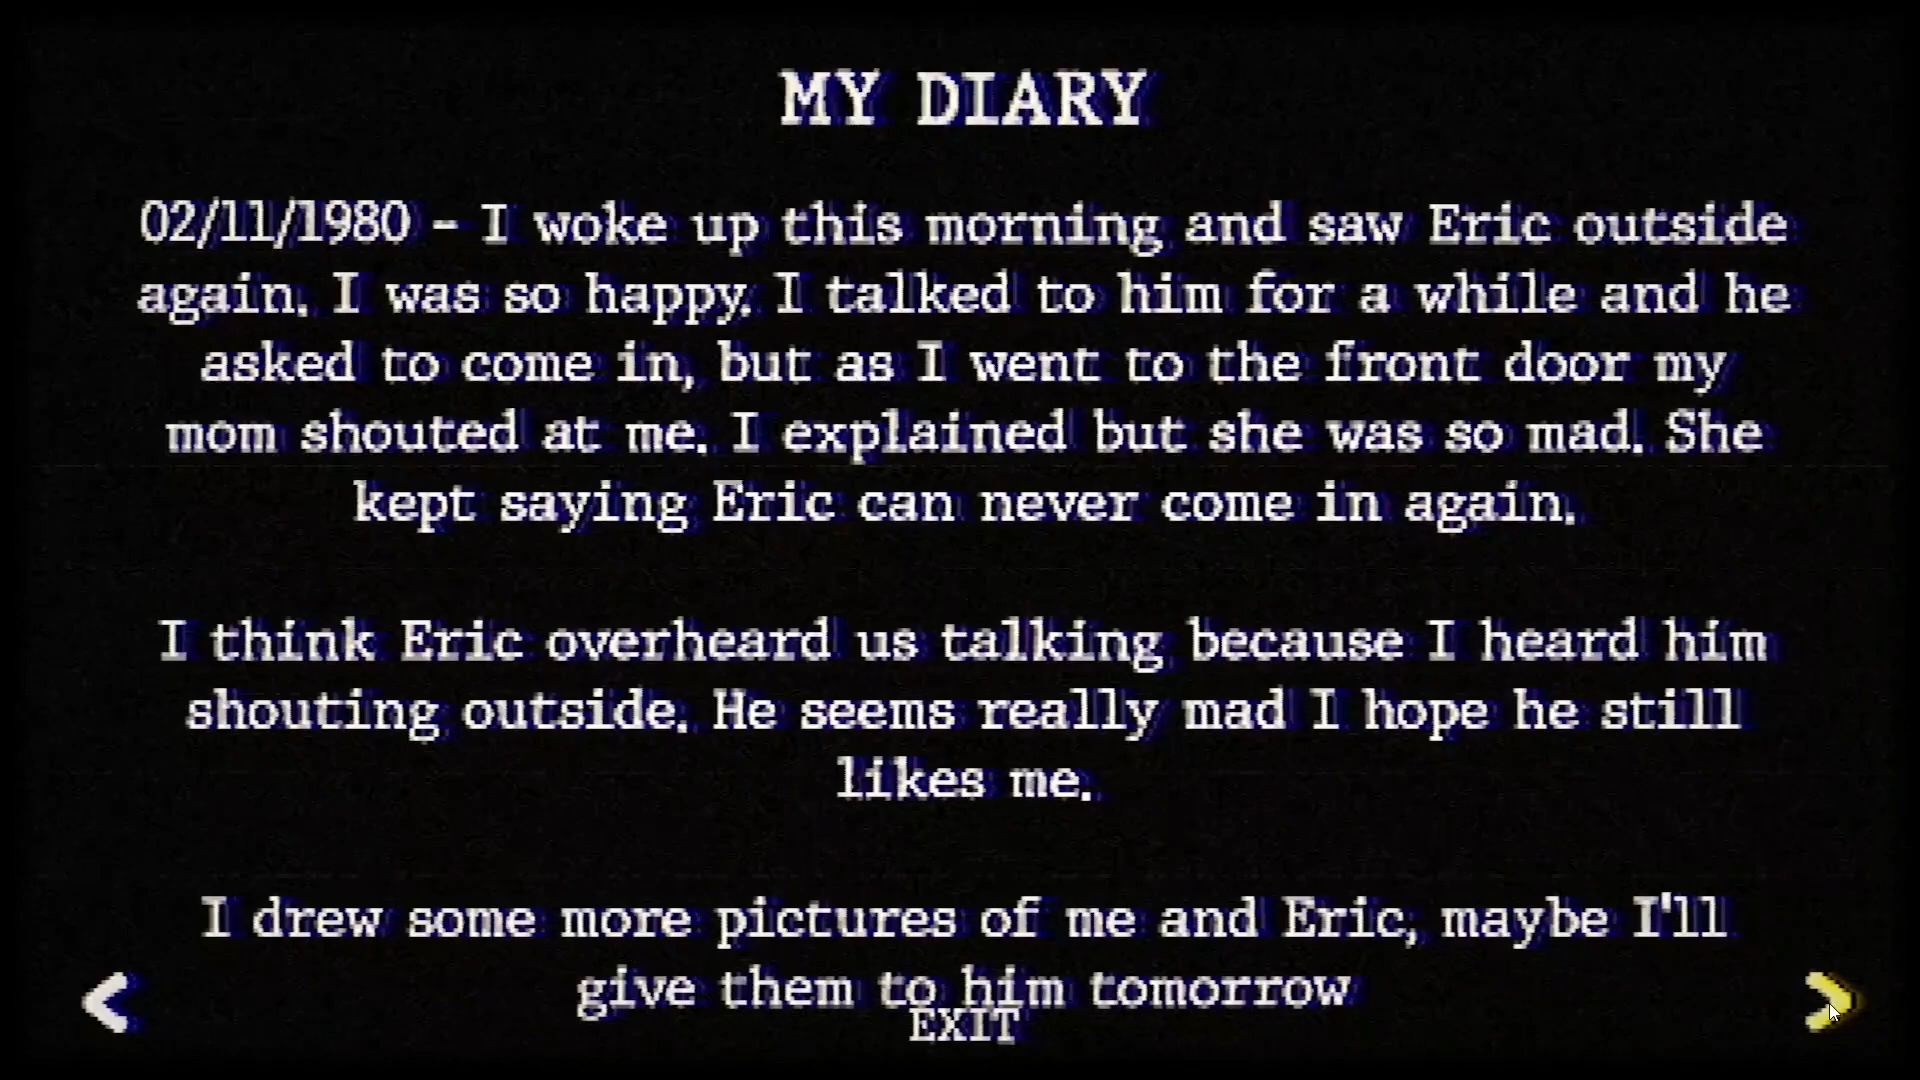 MY DIARY
02/11/1980 - I woke up this morning and saw Eric outside
again. I was so happy. I talked to him for a while and he
asked to come in, but as I went to the front door my
mom shouted at me. I explained but she was so mad. She
kept saying Eric can never come in again.
I think Eric overheard us talking because I heard him
shouting outside. He seems really mad I hope he still
likes me.
I drew some more pictures of me and Eric, maybe I'll
give them to him tomorrow
< EXIT >